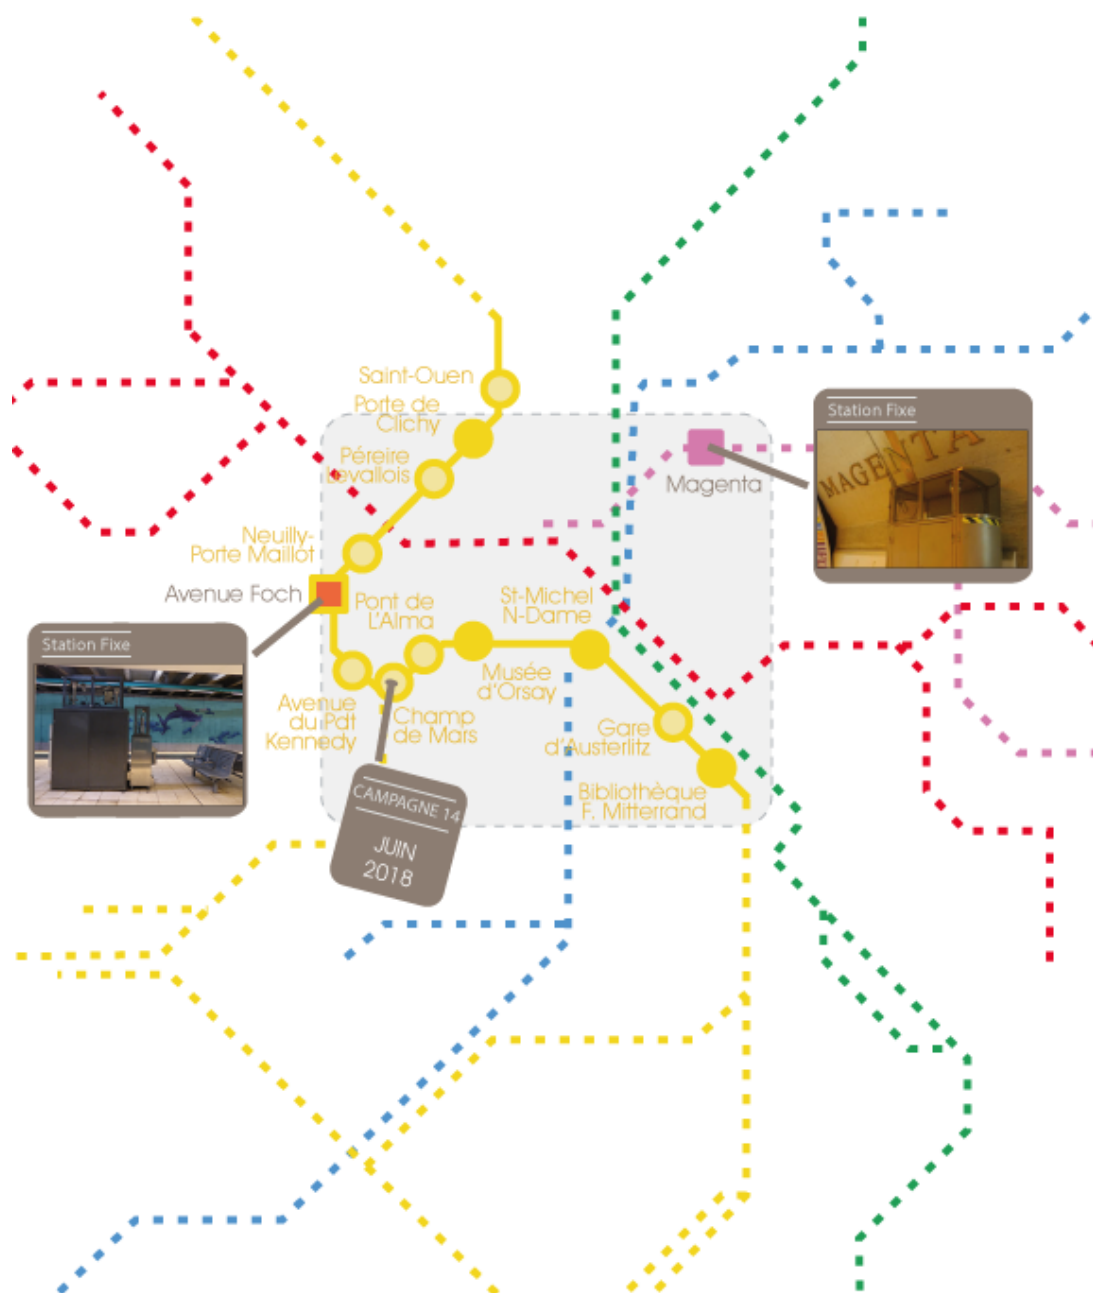 Saint-Ouen
Porte de
Clichy
Péreire
Levallois
Neuilly-
Porte Maillot
Avenue Foch
Pont de
L'Alma
St-Michel
N-Dame
Musée
d'Orsay
Avenue
du Pdt
Kennedy
Champ
de Mars
Gare
d'Austerlitz
Bibliothèque
F. Mitterrand
Magenta
Station Fixe
MAGENTA
Station Fixe
CAMPAGNE 14
JUIN
2018